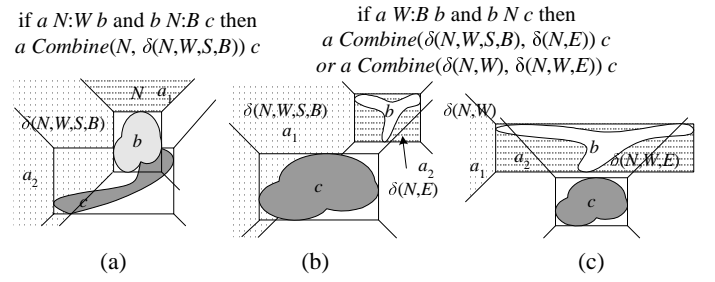 if a N:W b and b N:B c then
a Combine(N, δ(N,W,S,B)) c
if a W:B b and b N c then
a Combine(δ(N,W,S,B), δ(N,E)) c
or a Combine(δ(N,W), δ(N,W,E)) c
N a1
δ(N,W,S,B)
b
a2
c
(a)
δ(N,W,S,B)
a1
b
a2
δ(N,E)
c
(b)
δ(N,W)
b
a1 a2 δ(N,W,E)
c
(c)